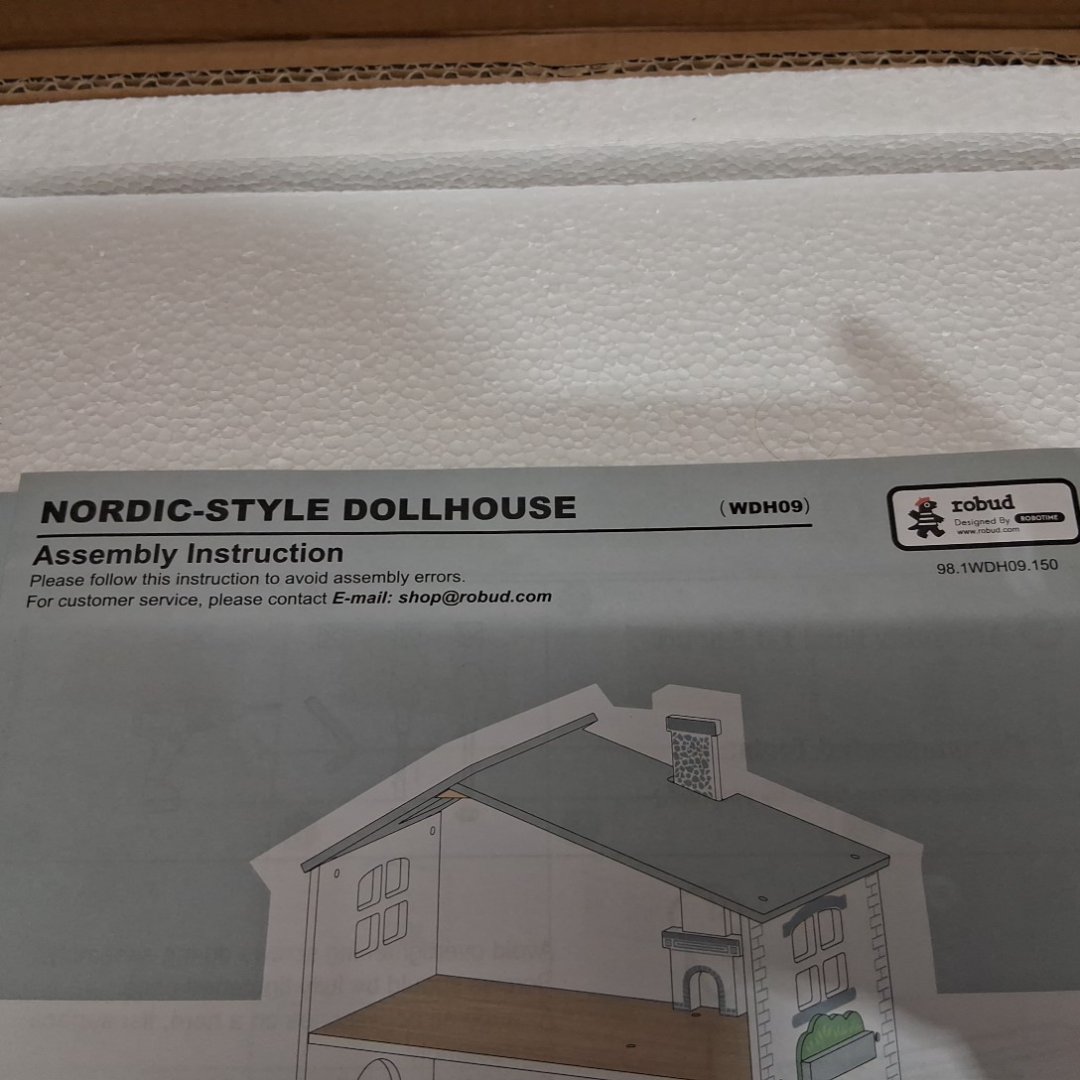 NORDIC-STYLE DOLLHOUSE (WDH09)
robud
Designed By ROBOTIME
www.robud.com
98.1WDH09.150
Assembly Instruction
Please follow this instruction to avoid assembly errors.
For customer service, please contact E-mail: shop@robud.com